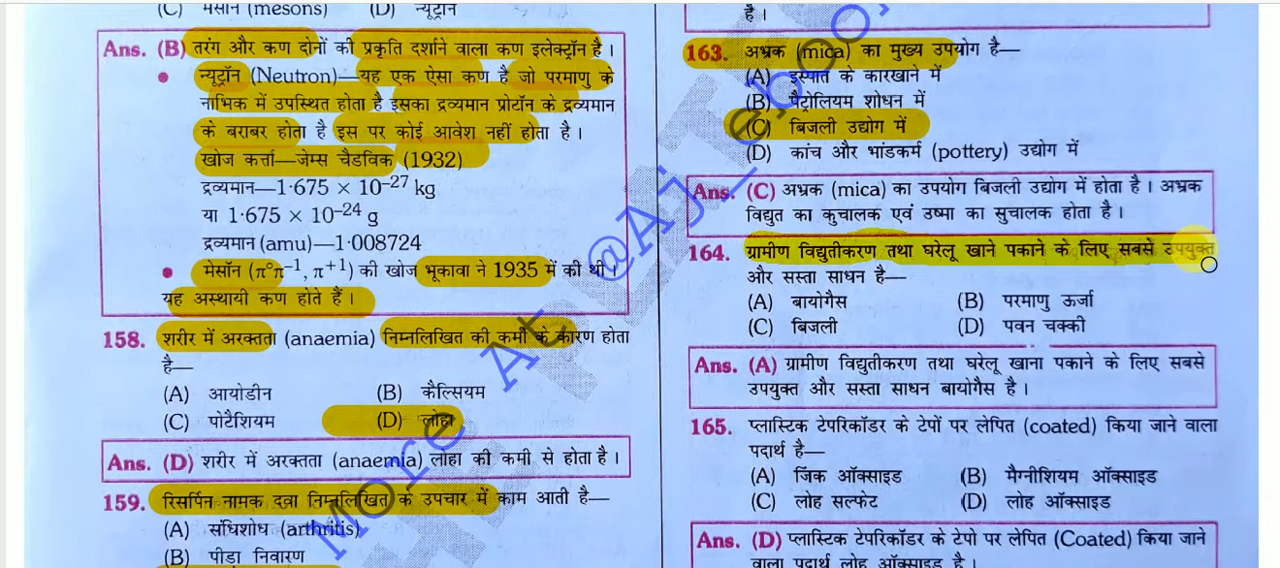 (C) मेसॉन (mesons) (D) न्यूट्रॉन
Ans. (B) तरंग और कण दोनों की प्रकृति दर्शाने वाला कण इलेक्ट्रॉन है।
• न्यूट्रॉन (Neutron)—यह एक ऐसा कण है जो परमाणु के
नाभिक में उपस्थित होता है इसका द्रव्यमान प्रोटॉन के द्रव्यमान
के बराबर होता है इस पर कोई आवेश नहीं होता है।
खोज कर्त्ता—जेम्स चैडविक (1932)
द्रव्यमान—1·675 × 10⁻²⁷ kg
या 1·675 × 10⁻²⁴ g
द्रव्यमान (amu)—1·008724
• मेसॉन (π°π⁻¹, π⁺¹) की खोज भूकावा ने 1935 में की थी।
यह अस्थायी कण होते हैं।
158. शरीर में अरक्तता (anaemia) निम्नलिखित की कमी के कारण होता
है—
(A) आयोडीन (B) कैल्सियम
(C) पोटैशियम (D) लोहा
Ans. (D) शरीर में अरक्तता (anaemia) लोहा की कमी से होता है।
159. रिसर्पिन नामक दवा निम्नलिखित के उपचार में काम आती है—
(A) संधिशोध (arthritis)
(B) पीड़ा निवारण
है।
163. अभ्रक (mica) का मुख्य उपयोग है—
(A) इस्पात के कारखाने में
(B) पैट्रोलियम शोधन में
(C) बिजली उद्योग में
(D) कांच और भांडकर्म (pottery) उद्योग में
Ans. (C) अभ्रक (mica) का उपयोग बिजली उद्योग में होता है। अभ्रक
विद्युत का कुचालक एवं उष्मा का सुचालक होता है।
164. ग्रामीण विद्युतीकरण तथा घरेलू खाने पकाने के लिए सबसे उपयुक्त
और सस्ता साधन है—
(A) बायोगैस (B) परमाणु ऊर्जा
(C) बिजली (D) पवन चक्की
Ans. (A) ग्रामीण विद्युतीकरण तथा घरेलू खाना पकाने के लिए सबसे
उपयुक्त और सस्ता साधन बायोगैस है।
165. प्लास्टिक टेपरिकॉडर के टेपों पर लेपित (coated) किया जाने वाला
पदार्थ है—
(A) जिंक ऑक्साइड (B) मैग्नीशियम ऑक्साइड
(C) लोह सल्फेट (D) लोह ऑक्साइड
Ans. (D) प्लास्टिक टेपरिकॉडर के टेपो पर लेपित (Coated) किया जाने
वाला पदार्थ लोह ऑक्साइड है।
More At @Aj_eboo